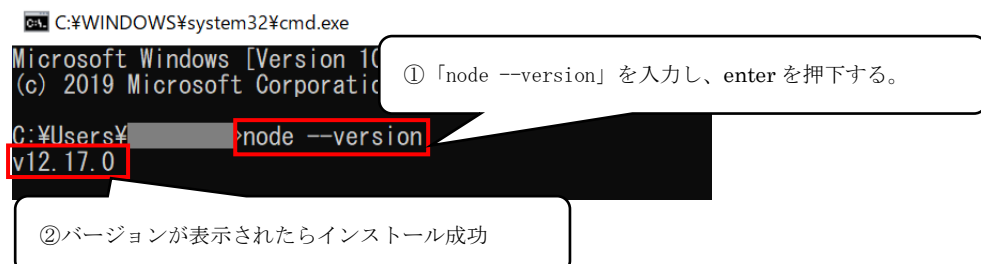 C:¥WINDOWS¥system32¥cmd.exe
Microsoft Windows [Version 10
(c) 2019 Microsoft Corporatio
①「node --version」を入力し、enter を押下する。
C:¥Users¥ >node --version
v12.17.0
②バージョンが表示されたらインストール成功